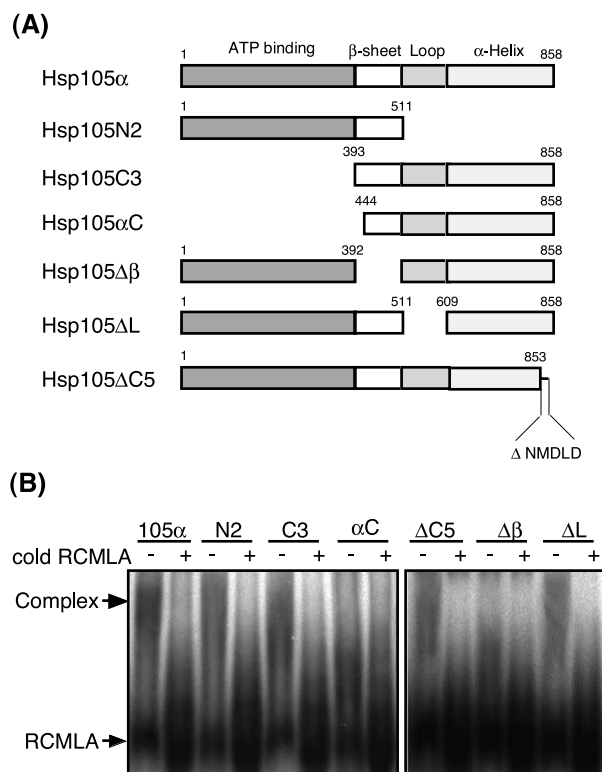 (A)
ATP binding β-sheet Loop α-Helix
1 858
Hsp105α
1 511
Hsp105N2
393 858
Hsp105C3
444 858
Hsp105αC
1 392 858
Hsp105Δβ
1 511 609 858
Hsp105ΔL
1 853
Hsp105ΔC5
Δ NMDLD
(B)
105α N2 C3 αC ΔC5 Δβ ΔL
cold RCMLA - + - + - + - + - + - + - +
Complex
RCMLA